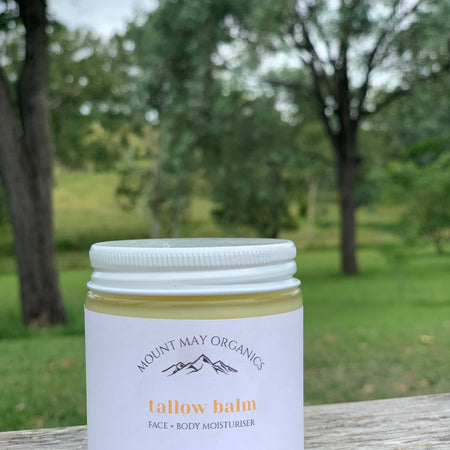 MOUNT MAY ORGANICS
tallow balm
FACE + BODY MOISTURISER